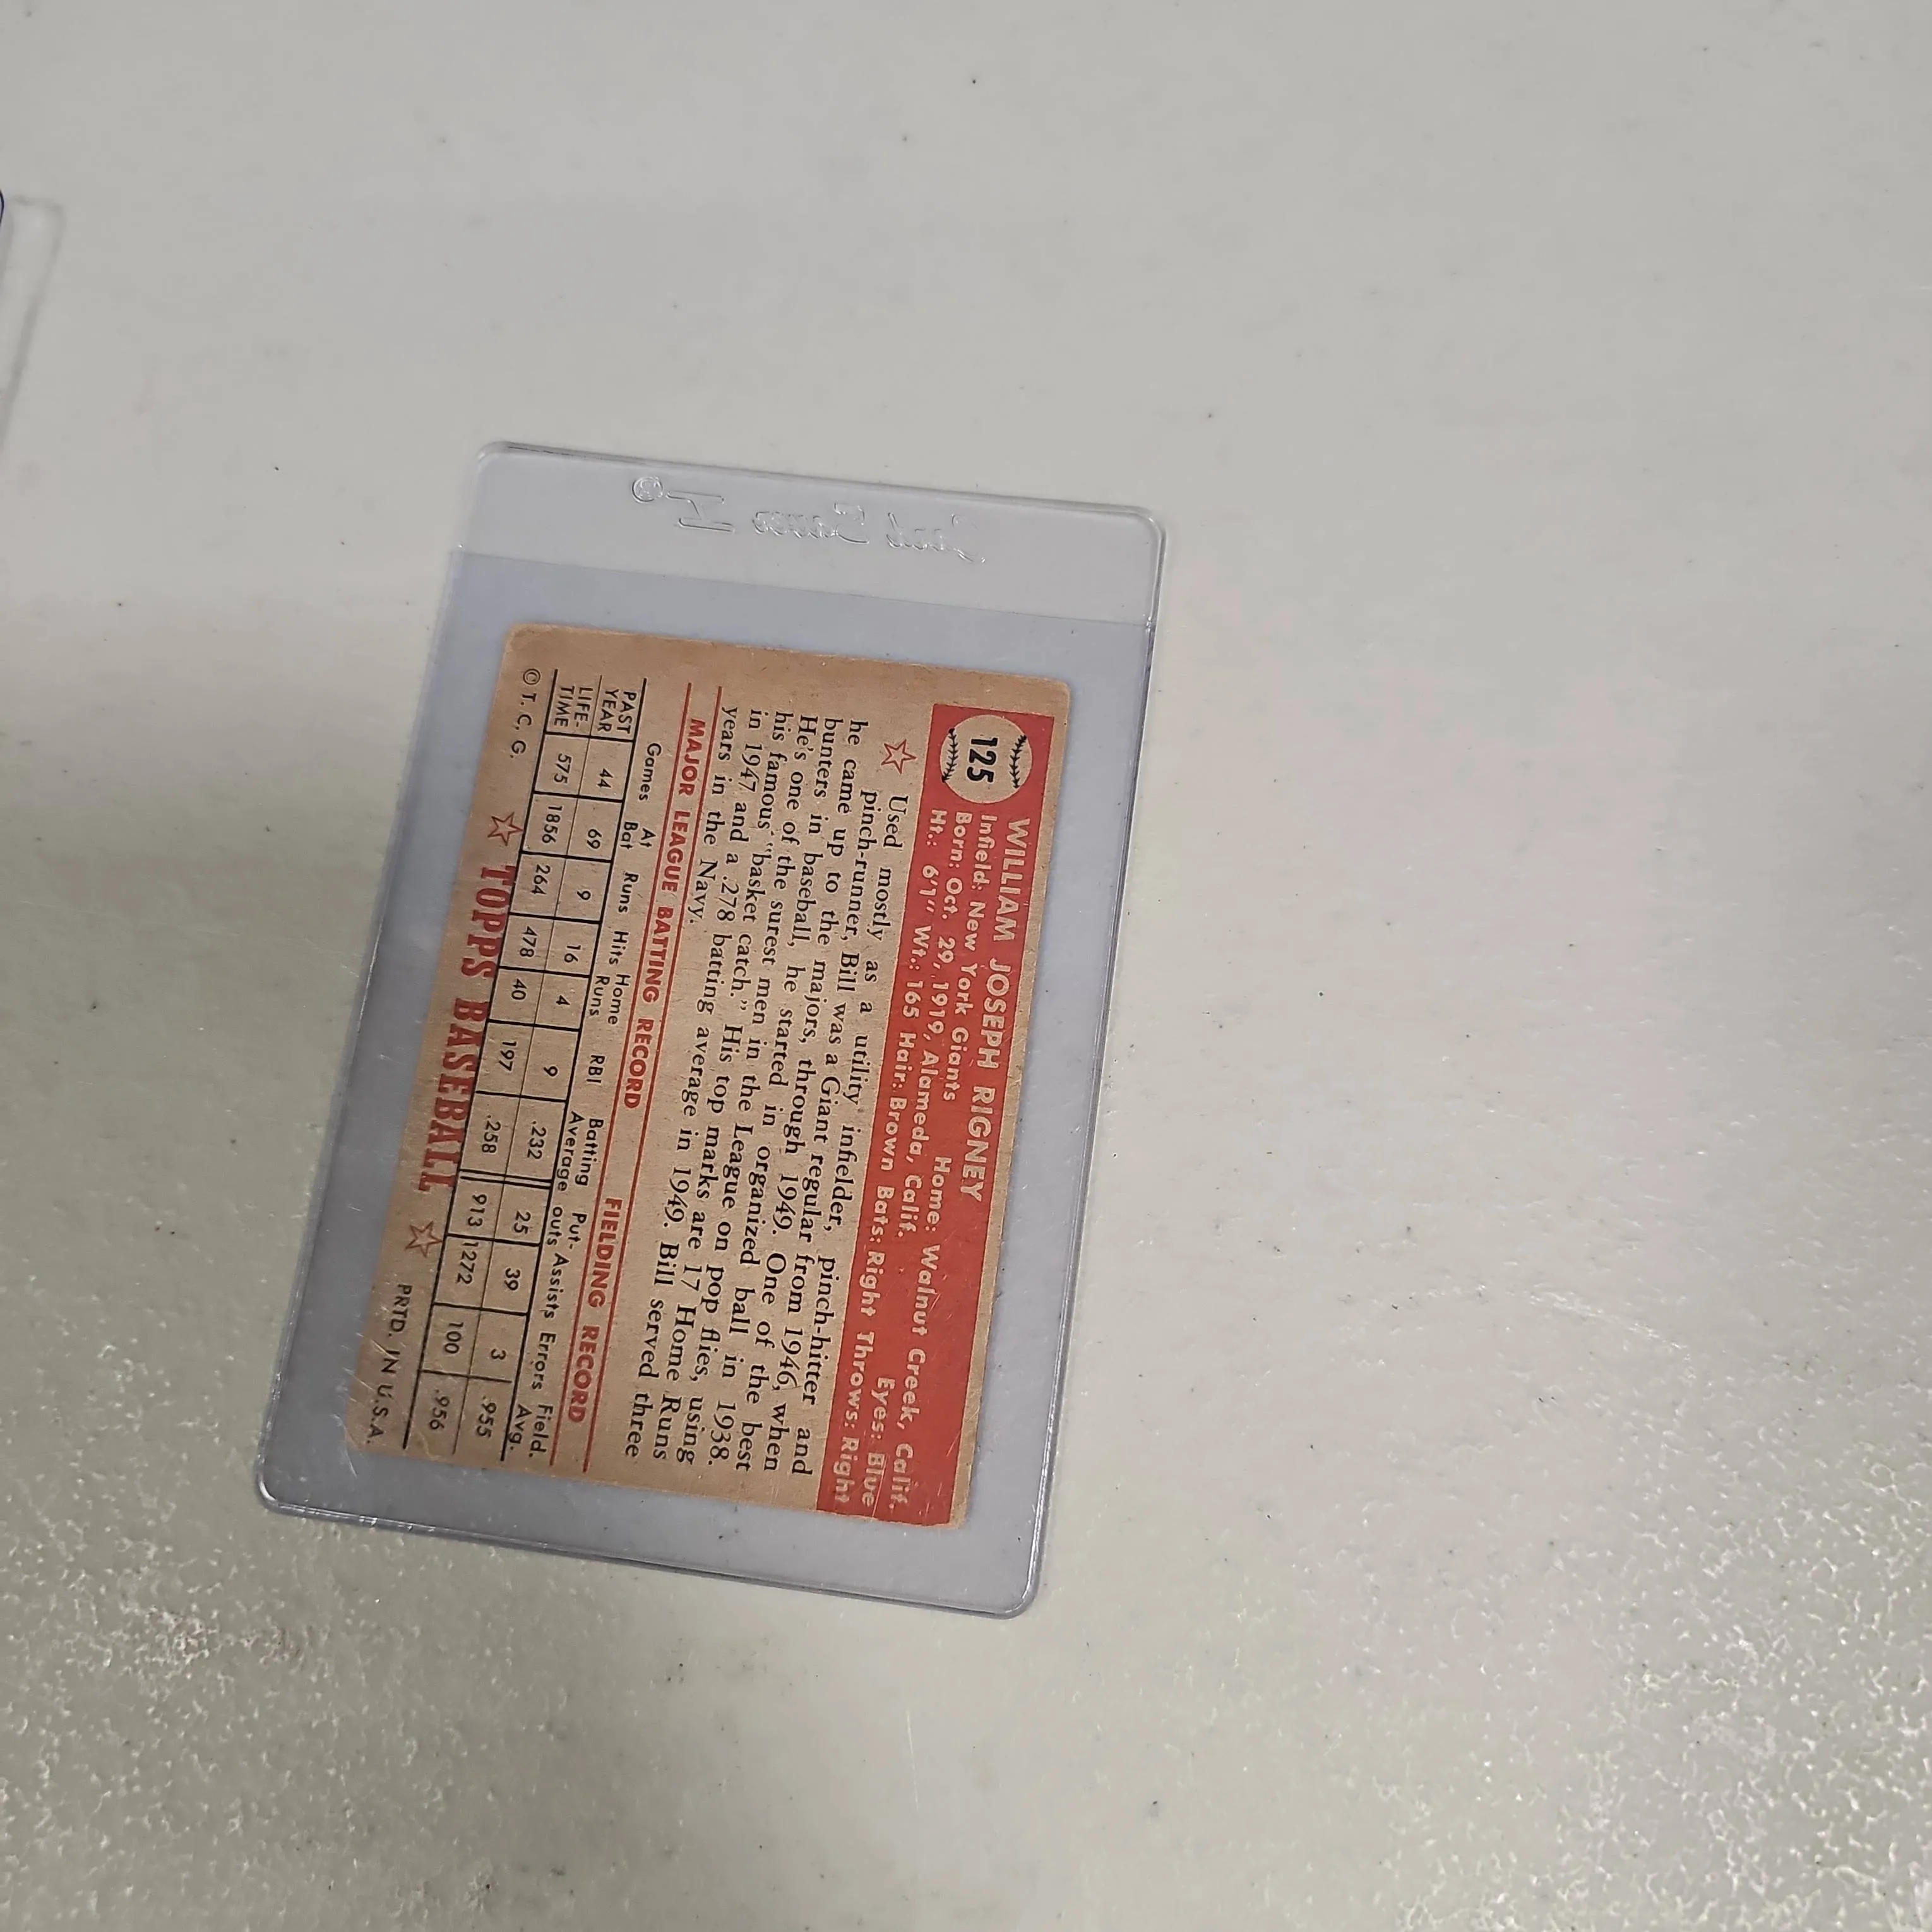 125
WILLIAM JOSEPH RIGNEY
Infield: New York Giants Home: Walnut Creek, Calif.
Born: Oct. 29, 1919, Alameda, Calif. Eyes: Blue
Ht.: 6'1" Wt.: 165 Hair: Brown Bats: Right Throws: Right
Used mostly as a utility infielder, pinch-hitter and
pinch-runner, Bill was a Giant regular from 1946, when
he came up to the majors, through 1949. One of the best
bunters in baseball, he started in organized ball in 1938.
He's one of the surest men in the League on pop flies, using
his famous "basket catch." His top marks are 17 Home Runs
in 1947 and a .278 batting average in 1949. Bill served three
years in the Navy.
MAJOR LEAGUE BATTING RECORD FIELDING RECORD
Games At Bat Runs Hits Home Runs RBI Batting Average Put-outs Assists Errors Field. Avg.
PAST YEAR 44 69 9 16 4 9 .232 25 39 3 .955
LIFE-TIME 575 1856 264 478 40 197 .258 913 1272 100 .956
© T. C. G. TOPPS BASEBALL PRTD. IN U.S.A.
Card Saver I®